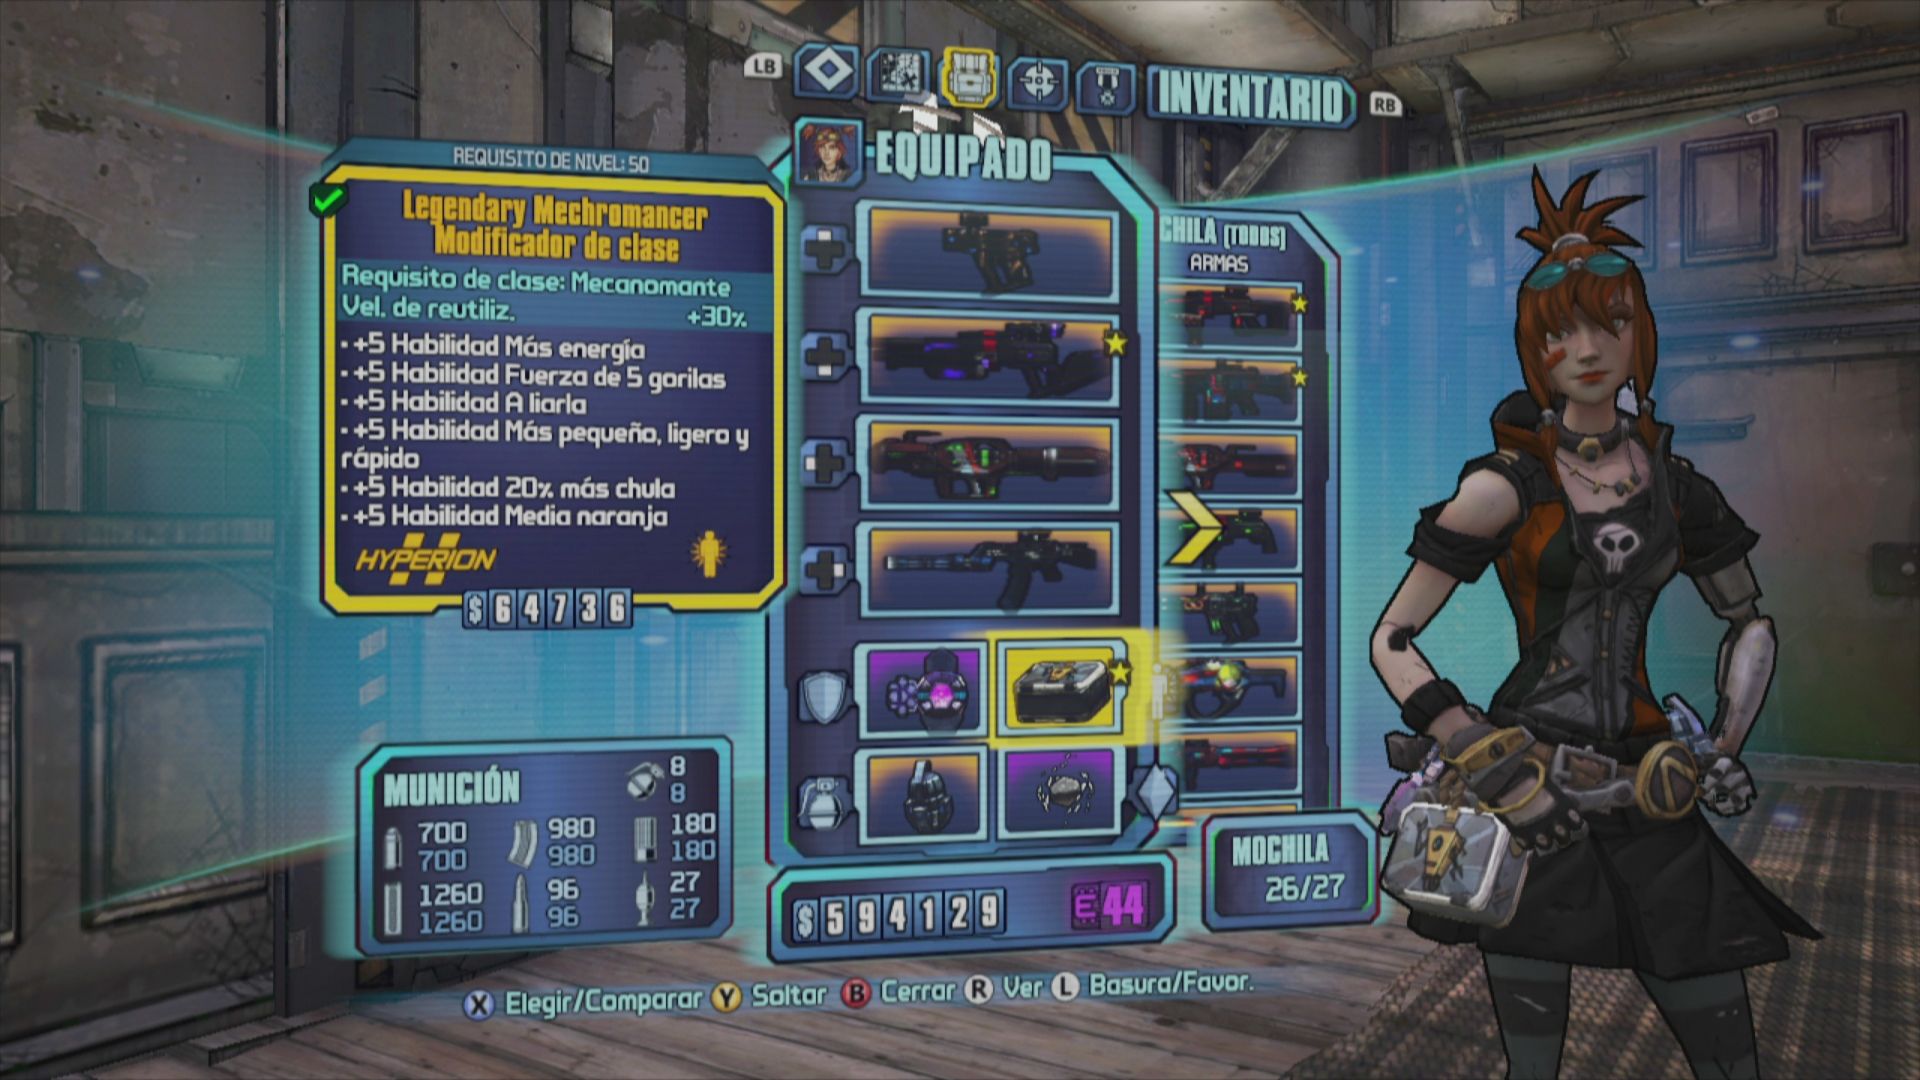 LB
INVENTARIO
RB
REQUISITO DE NIVEL: 50
Legendary Mechromancer
Modificador de clase
Requisito de clase: Mecanomante
Vel. de reutiliz. +30%
· +5 Habilidad Más energía
· +5 Habilidad Fuerza de 5 gorilas
· +5 Habilidad A liarla
· +5 Habilidad Más pequeño, ligero y
rápido
· +5 Habilidad 20% más chula
· +5 Habilidad Media naranja
HYPERION
$64736
EQUIPADO
CHILA (TODOS)
ARMAS
MUNICIÓN
8
8
700
700
980
980
180
180
1260
1260
96
96
27
27
$594129
E 44
MOCHILA
26/27
X Elegir/Comparar Y Soltar B Cerrar R Ver L Basura/Favor.